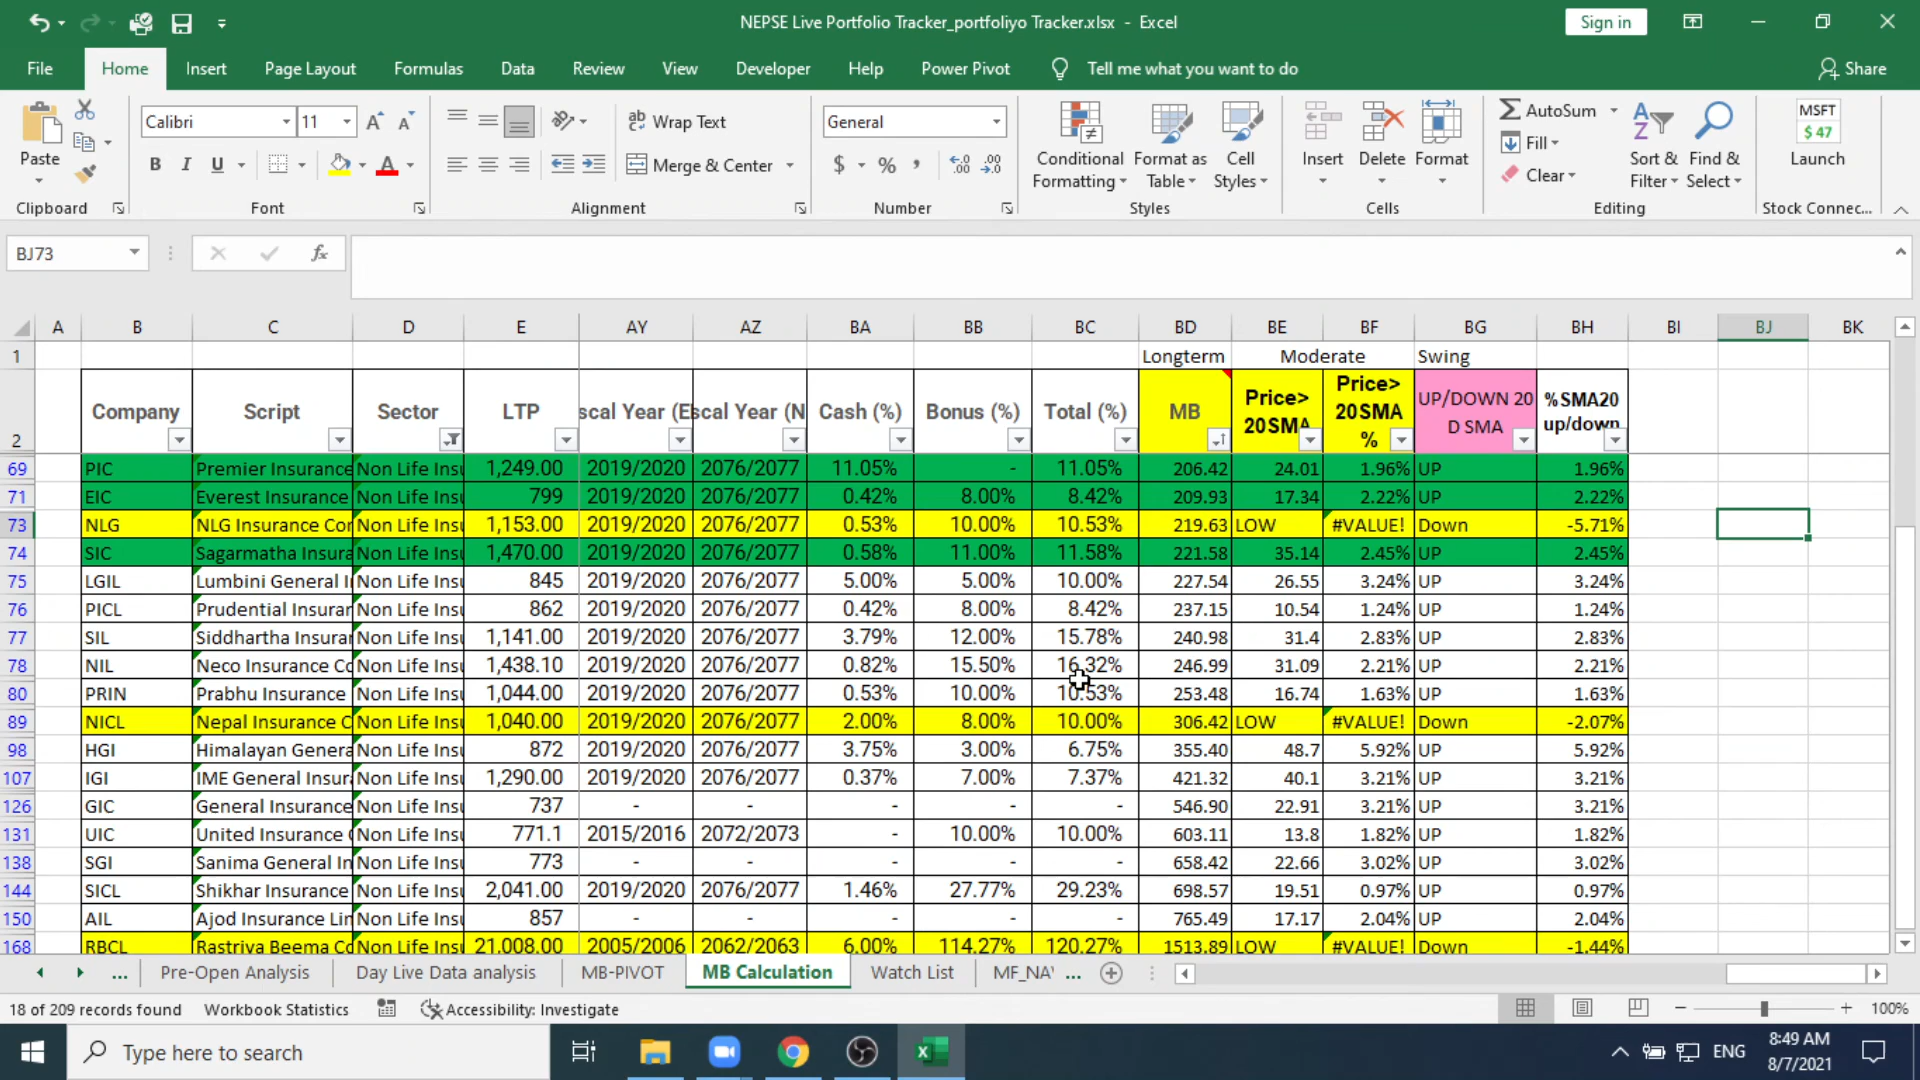 NEPSE Live Portfolio Tracker_portfoliyo Tracker.xlsx - Excel
Sign in
File Home Insert Page Layout Formulas Data Review View Developer Help Power Pivot Tell me what you want to do Share
Paste Calibri 11 Wrap Text General Conditional Formatting Format as Table Cell Styles Insert Delete Format AutoSum Fill Clear Sort & Filter Find & Select MSFT $ 47 Launch
B I U A Merge & Center $ % ,
Clipboard Font Alignment Number Styles Cells Editing Stock Connec...
BJ73 fx
A B C D E AY AZ BA BB BC BD BE BF BG BH BI BJ BK
1 Longterm Moderate Swing
2 Company Script Sector LTP scal Year (E scal Year (N Cash (%) Bonus (%) Total (%) MB Price> 20SMA Price> 20SMA % UP/DOWN 20 D SMA %SMA20 up/down
69 PIC Premier Insurance Non Life Insu 1,249.00 2019/2020 2076/2077 11.05% - 11.05% 206.42 24.01 1.96% UP 1.96%
71 EIC Everest Insurance Non Life Insu 799 2019/2020 2076/2077 0.42% 8.00% 8.42% 209.93 17.34 2.22% UP 2.22%
73 NLG NLG Insurance Cor Non Life Insu 1,153.00 2019/2020 2076/2077 0.53% 10.00% 10.53% 219.63 LOW #VALUE! Down -5.71%
74 SIC Sagarmatha Insura Non Life Insu 1,470.00 2019/2020 2076/2077 0.58% 11.00% 11.58% 221.58 35.14 2.45% UP 2.45%
75 LGIL Lumbini General I Non Life Insu 845 2019/2020 2076/2077 5.00% 5.00% 10.00% 227.54 26.55 3.24% UP 3.24%
76 PICL Prudential Insurar Non Life Insu 862 2019/2020 2076/2077 0.42% 8.00% 8.42% 237.15 10.54 1.24% UP 1.24%
77 SIL Siddhartha Insurar Non Life Insu 1,141.00 2019/2020 2076/2077 3.79% 12.00% 15.78% 240.98 31.4 2.83% UP 2.83%
78 NIL Neco Insurance Co Non Life Insu 1,438.10 2019/2020 2076/2077 0.82% 15.50% 16.32% 246.99 31.09 2.21% UP 2.21%
80 PRIN Prabhu Insurance Non Life Insu 1,044.00 2019/2020 2076/2077 0.53% 10.00% 10.53% 253.48 16.74 1.63% UP 1.63%
89 NICL Nepal Insurance C Non Life Insu 1,040.00 2019/2020 2076/2077 2.00% 8.00% 10.00% 306.42 LOW #VALUE! Down -2.07%
98 HGI Himalayan Genera Non Life Insu 872 2019/2020 2076/2077 3.75% 3.00% 6.75% 355.40 48.7 5.92% UP 5.92%
107 IGI IME General Insur Non Life Insu 1,290.00 2019/2020 2076/2077 0.37% 7.00% 7.37% 421.32 40.1 3.21% UP 3.21%
126 GIC General Insurance Non Life Insu 737 - - - - - 546.90 22.91 3.21% UP 3.21%
131 UIC United Insurance Non Life Insu 771.1 2015/2016 2072/2073 - 10.00% 10.00% 603.11 13.8 1.82% UP 1.82%
138 SGI Sanima General In Non Life Insu 773 - - - - - 658.42 22.66 3.02% UP 3.02%
144 SICL Shikhar Insurance Non Life Insu 2,041.00 2019/2020 2076/2077 1.46% 27.77% 29.23% 698.57 19.51 0.97% UP 0.97%
150 AIL Ajod Insurance Lin Non Life Insu 857 - - - - - 765.49 17.17 2.04% UP 2.04%
168 RBCL Rastriya Beema Co Non Life Insu 21,008.00 2005/2006 2062/2063 6.00% 114.27% 120.27% 1513.89 LOW #VALUE! Down -1.44%
... Pre-Open Analysis Day Live Data analysis MB-PIVOT MB Calculation Watch List MF_NAV ...
18 of 209 records found Workbook Statistics Accessibility: Investigate 100%
Type here to search ENG 8:49 AM
8/7/2021